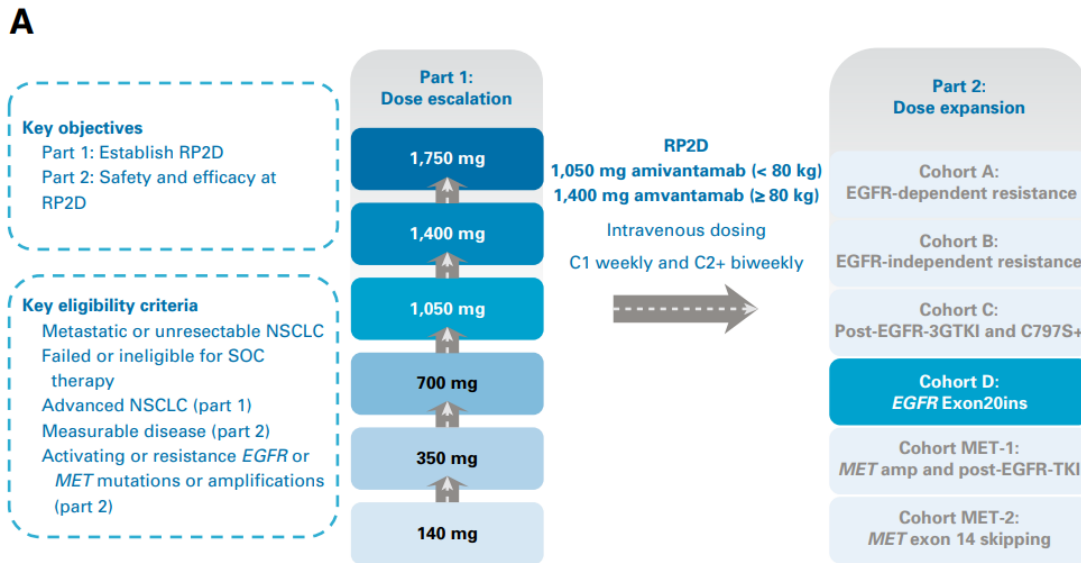 A
Key objectives
Part 1: Establish RP2D
Part 2: Safety and efficacy at
RP2D
Key eligibility criteria
Metastatic or unresectable NSCLC
Failed or ineligible for SOC
therapy
Advanced NSCLC (part 1)
Measurable disease (part 2)
Activating or resistance EGFR or
MET mutations or amplifications
(part 2)
Part 1:
Dose escalation
1,750 mg
1,400 mg
1,050 mg
700 mg
350 mg
140 mg
RP2D
1,050 mg amivantamab (< 80 kg)
1,400 mg amvantamab (≥ 80 kg)
Intravenous dosing
C1 weekly and C2+ biweekly
Part 2:
Dose expansion
Cohort A:
EGFR-dependent resistance
Cohort B:
EGFR-independent resistance
Cohort C:
Post-EGFR-3GTKI and C797S+
Cohort D:
EGFR Exon20ins
Cohort MET-1:
MET amp and post-EGFR-TKI
Cohort MET-2:
MET exon 14 skipping